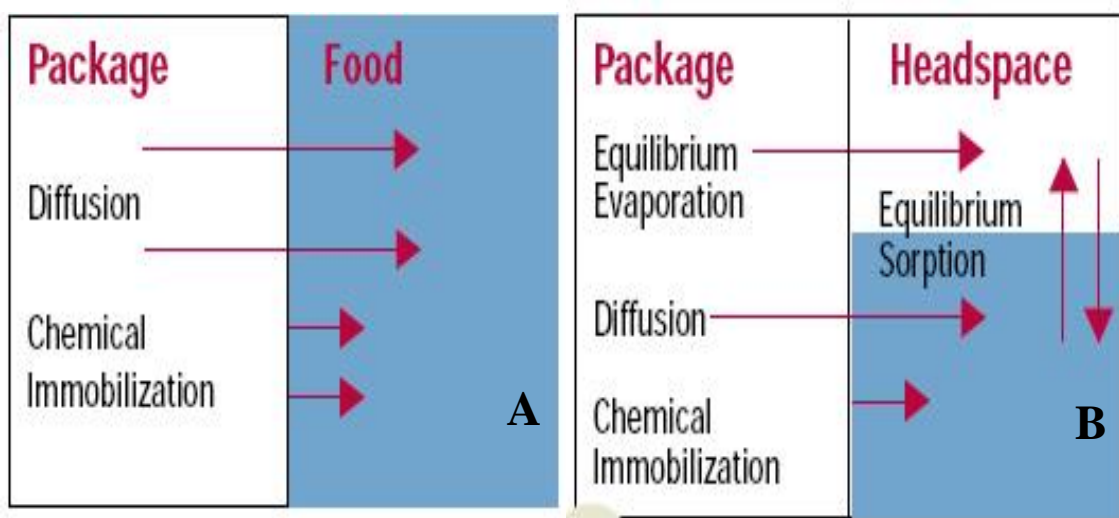 Package
Food
Diffusion
Chemical
Immobilization
A
Package
Headspace
Equilibrium
Evaporation
Equilibrium
Sorption
Diffusion
Chemical
Immobilization
B